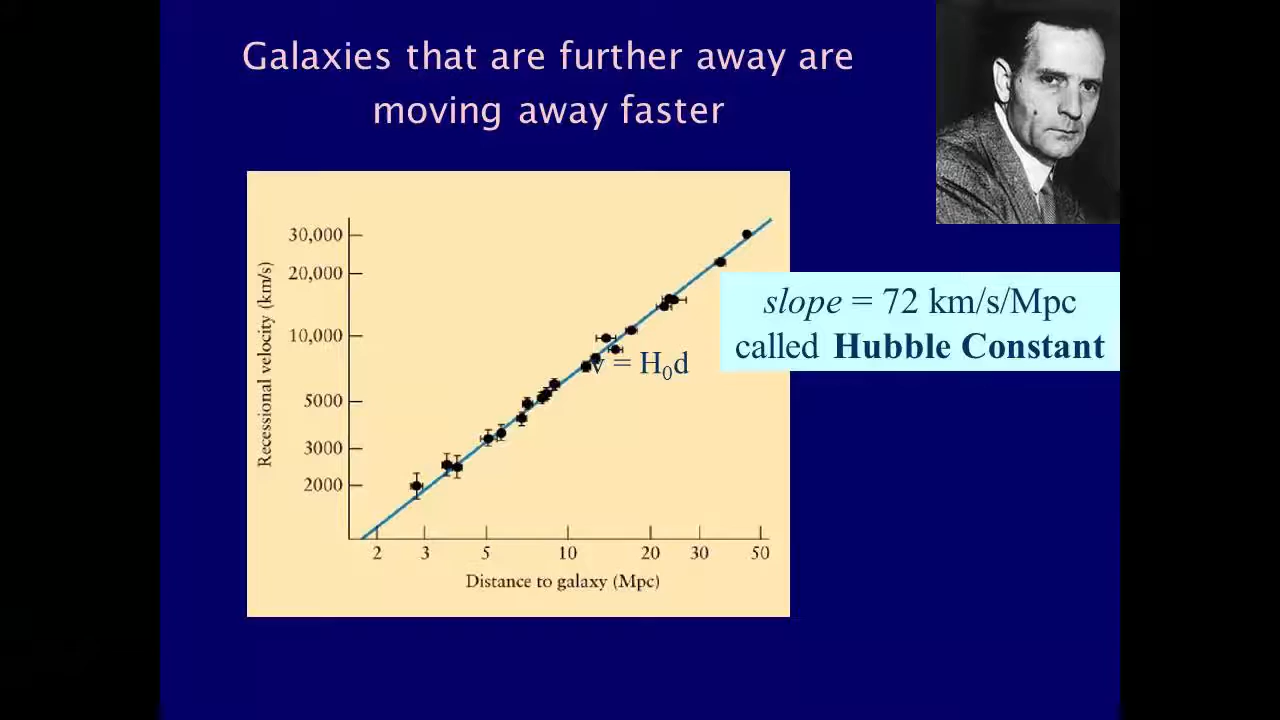 Galaxies that are further away are
moving away faster
30,000
20,000
10,000
5000
3000
2000
Recessional velocity (km/s)
v = H₀d
2 3 5 10 20 30 50
Distance to galaxy (Mpc)
slope = 72 km/s/Mpc
called Hubble Constant